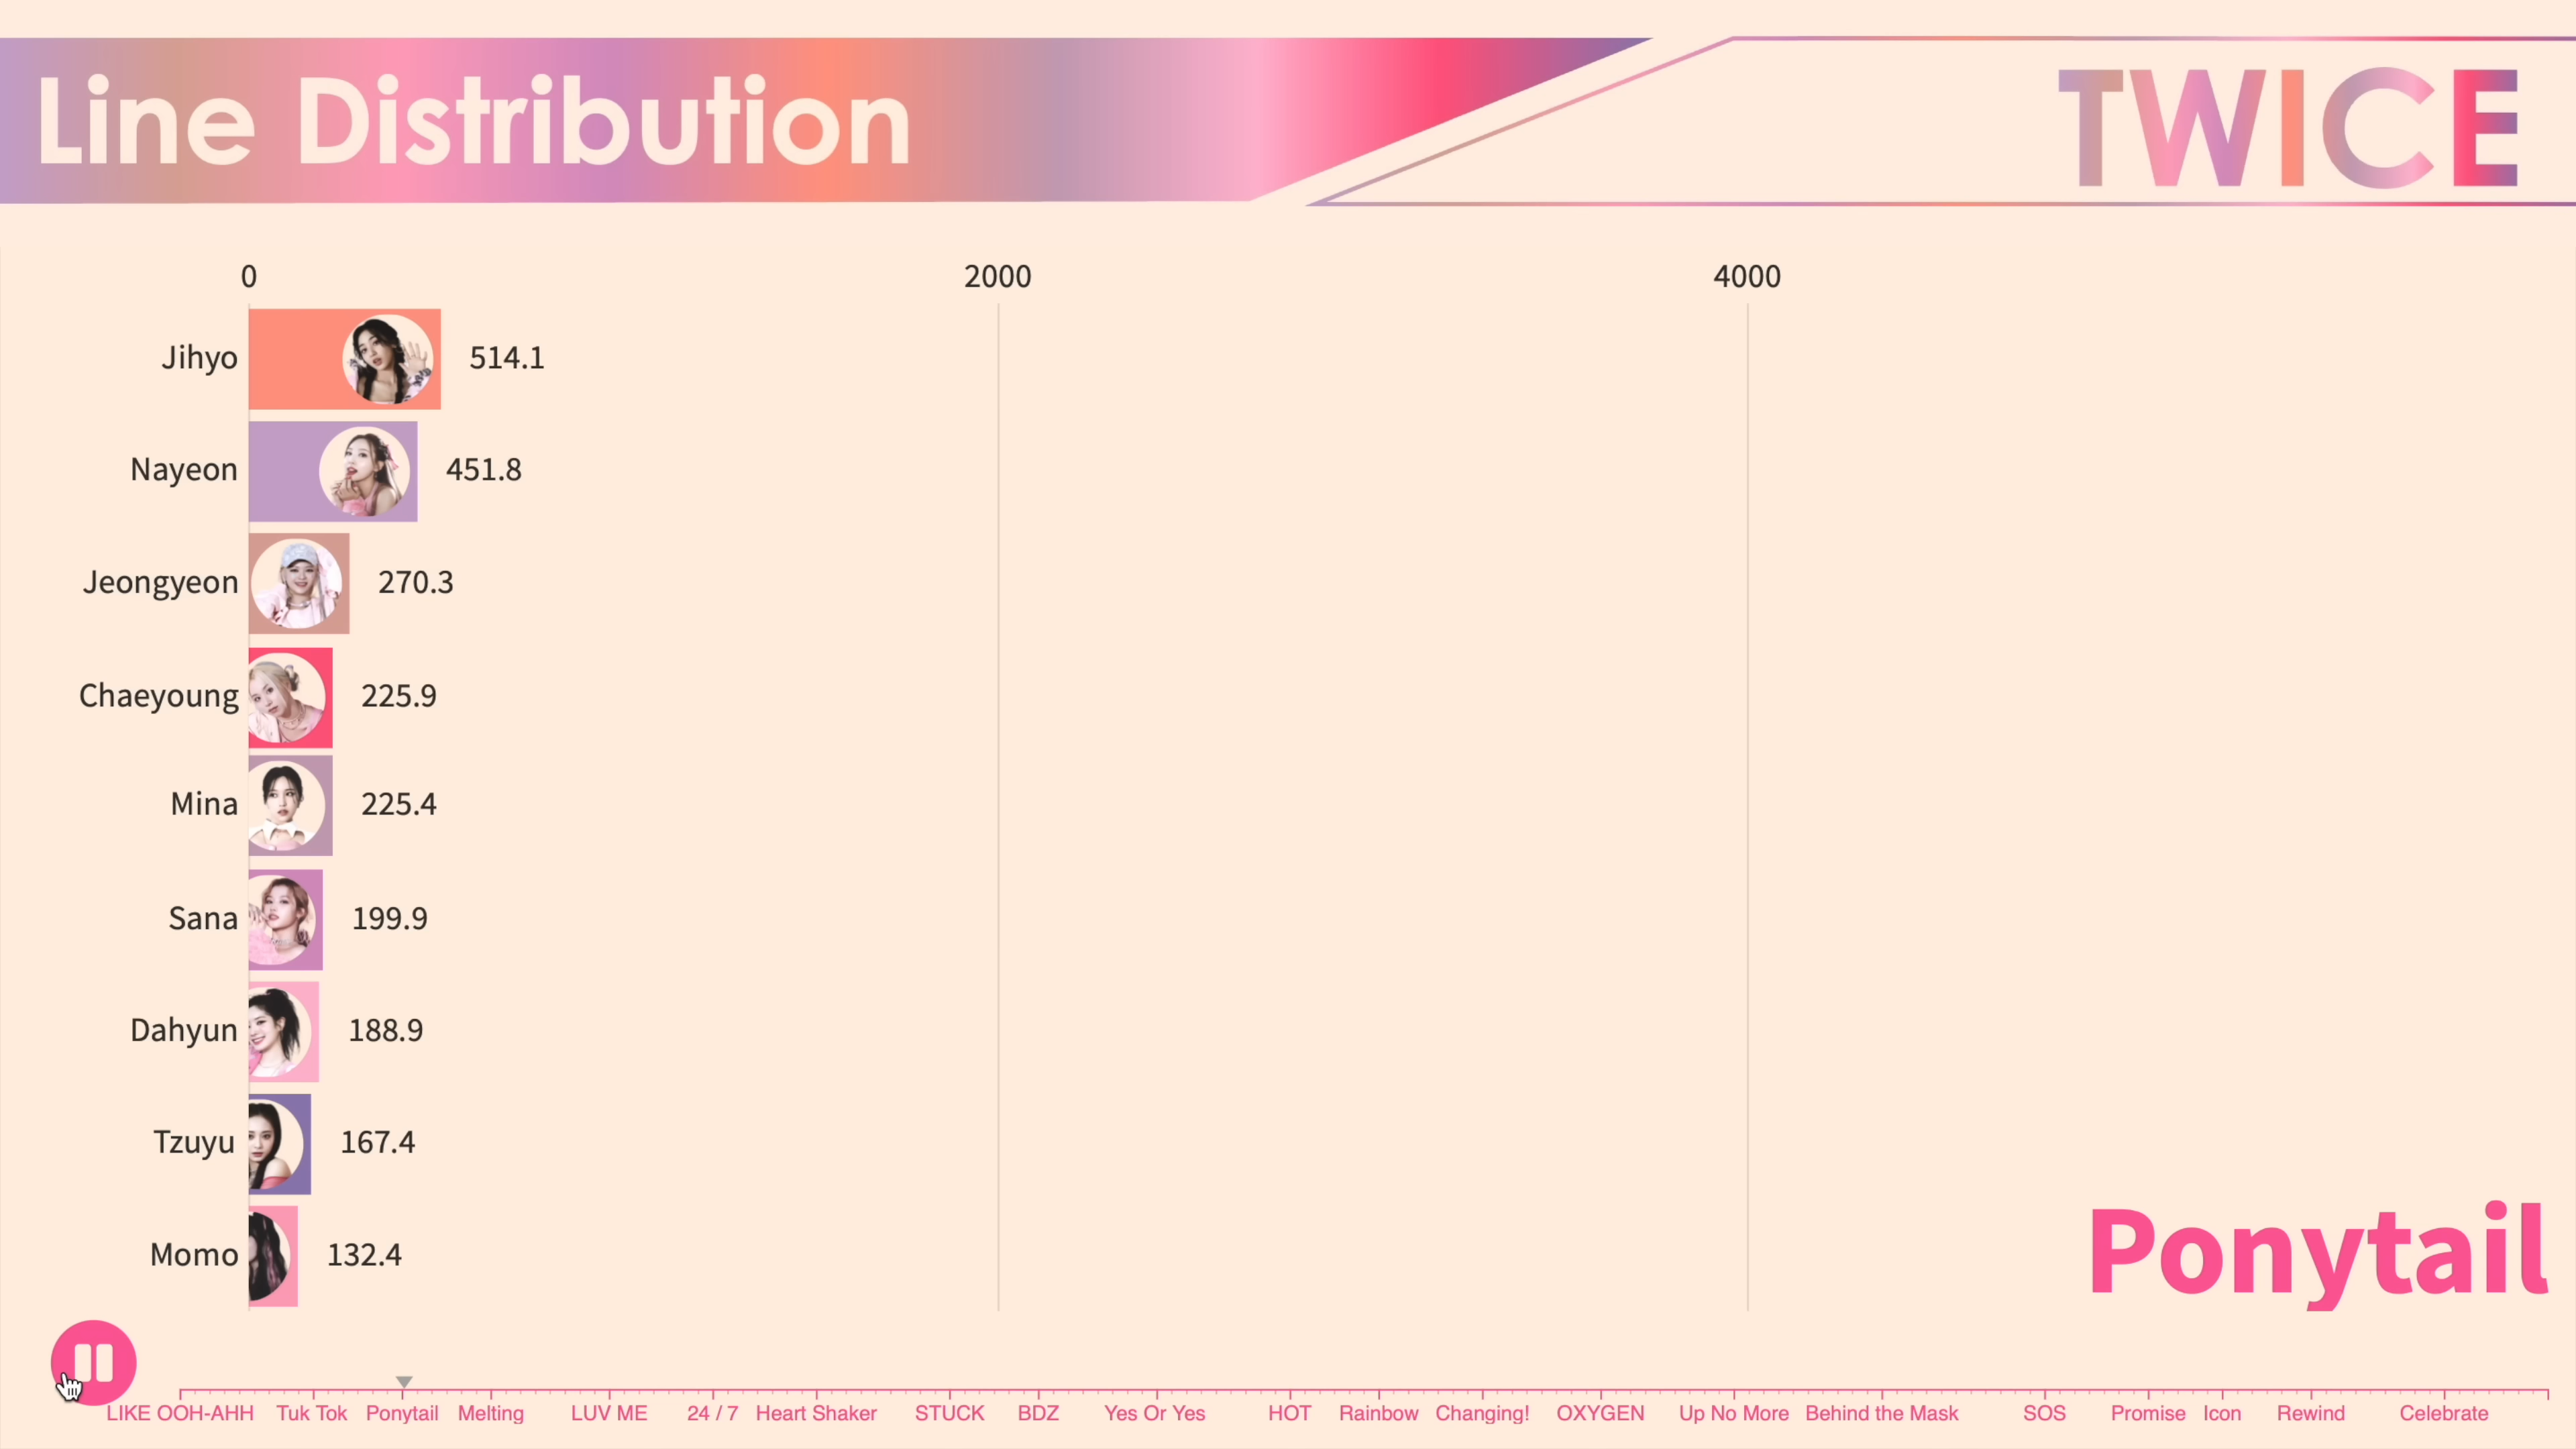 Line Distribution
TWICE
0 2000 4000
Jihyo 514.1
Nayeon 451.8
Jeongyeon 270.3
Chaeyoung 225.9
Mina 225.4
Sana 199.9
Dahyun 188.9
Tzuyu 167.4
Momo 132.4
Ponytail
LIKE OOH-AHH Tuk Tok Ponytail Melting LUV ME 24 / 7 Heart Shaker STUCK BDZ Yes Or Yes HOT Rainbow Changing! OXYGEN Up No More Behind the Mask SOS Promise Icon Rewind Celebrate